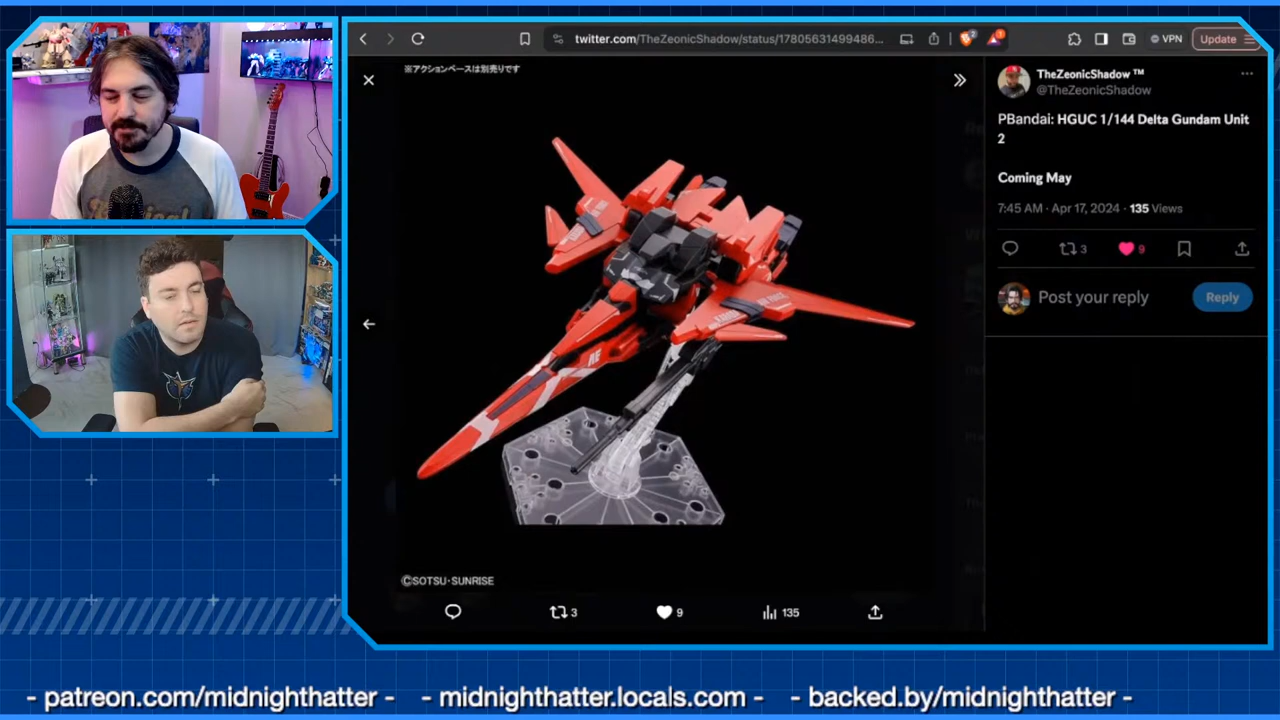 twitter.com/TheZeonicShadow/status/17805631499486...
VPN
Update
※アクションベースは別売りです
TheZeonicShadow ™
@TheZeonicShadow
PBandai: HGUC 1/144 Delta Gundam Unit
2
Coming May
7:45 AM · Apr 17, 2024 · 135 Views
3
9
Post your reply
Reply
AE
©SOTSU·SUNRISE
3
9
135
- patreon.com/midnighthatter -
- midnighthatter.locals.com -
- backed.by/midnighthatter -